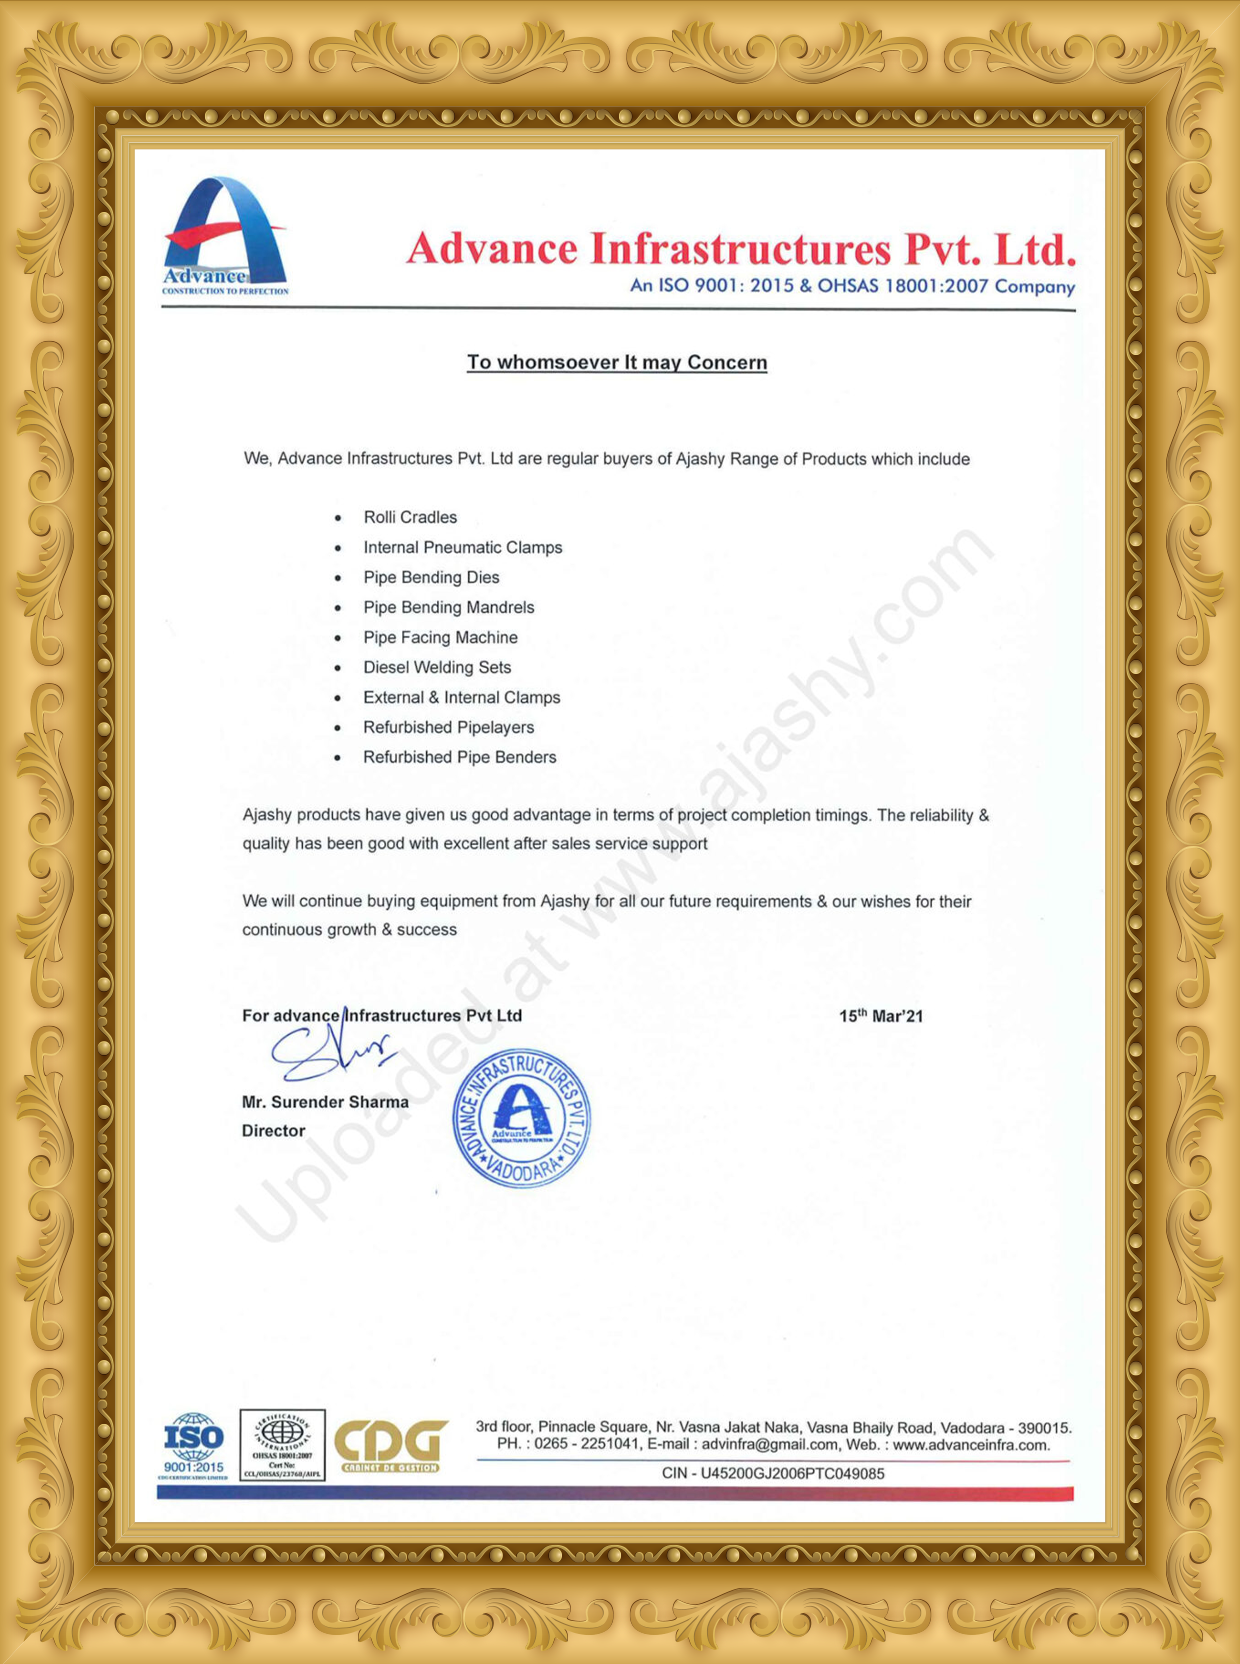 Advance
CONSTRUCTION TO PERFECTION
Advance Infrastructures Pvt. Ltd.
An ISO 9001: 2015 & OHSAS 18001:2007 Company
To whomsoever It may Concern
We, Advance Infrastructures Pvt. Ltd are regular buyers of Ajashy Range of Products which include
• Rolli Cradles
• Internal Pneumatic Clamps
• Pipe Bending Dies
• Pipe Bending Mandrels
• Pipe Facing Machine
• Diesel Welding Sets
• External & Internal Clamps
• Refurbished Pipelayers
• Refurbished Pipe Benders
Ajashy products have given us good advantage in terms of project completion timings. The reliability &
quality has been good with excellent after sales service support
We will continue buying equipment from Ajashy for all our future requirements & our wishes for their
continuous growth & success
For advance Infrastructures Pvt Ltd 15th Mar'21
Mr. Surender Sharma
Director
ADVANCE INFRASTRUCTURES PVT. LTD.
★ VADODARA ★
Advance
CONSTRUCTION TO PERFECTION
Uploaded at www.ajashy.com
ISO
9001:2015
CERTIFICATION
INTERNATIONAL
OHSAS 18001:2007
Cert No:
CCL/OHSAS/23768/AIPL
CDG
CABINET DE GESTION
3rd floor, Pinnacle Square, Nr. Vasna Jakat Naka, Vasna Bhaily Road, Vadodara - 390015.
PH. : 0265 - 2251041, E-mail : advinfra@gmail.com, Web. : www.advanceinfra.com.
CIN - U45200GJ2006PTC049085